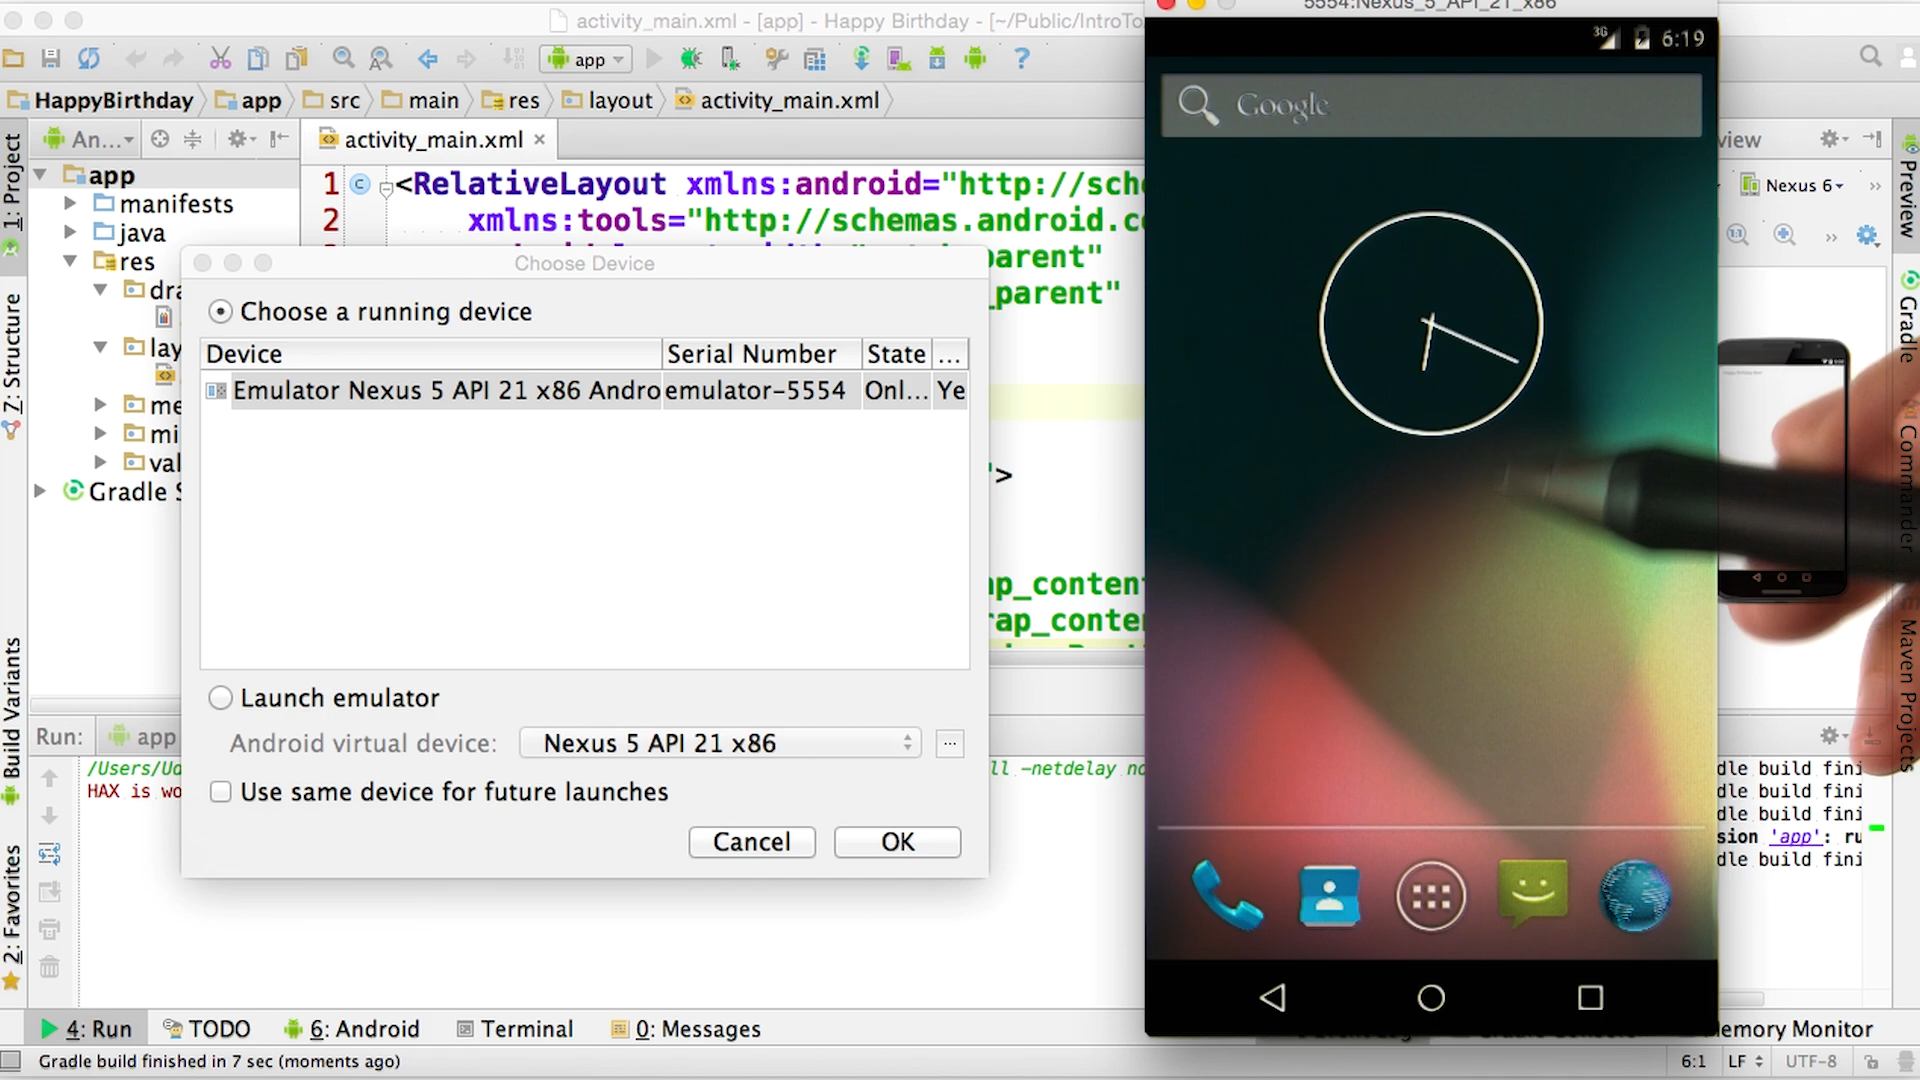 activity_main.xml - [app] - Happy Birthday - [~/Public/IntroTo
5554:Nexus_5_API_21_x86
app
3G 6:19
HappyBirthday app src main res layout activity_main.xml
Google
An...
activity_main.xml
view
1: Project
app
manifests
java
res
Gradle
7: Structure
Build Variants
2: Favorites
1 <RelativeLayout xmlns:android="http://sch
2 xmlns:tools="http://schemas.android.c
arent"
_parent"
">
Nexus 6
1:1
Preview
Gradle
Commander
Maven Projects
Choose Device
Choose a running device
Device Serial Number State ...
Emulator Nexus 5 API 21 x86 Andro emulator-5554 Onl... Ye
Launch emulator
Android virtual device: Nexus 5 API 21 x86 ...
Use same device for future launches
Cancel OK
Run: app
/Users/Ud
ll -netdelay no
HAX is wo
dle build fini
dle build fini
dle build fini
sion 'app': ru
dle build fini
4: Run TODO 6: Android Terminal 0: Messages
Memory Monitor
Gradle build finished in 7 sec (moments ago)
6:1 LF UTF-8